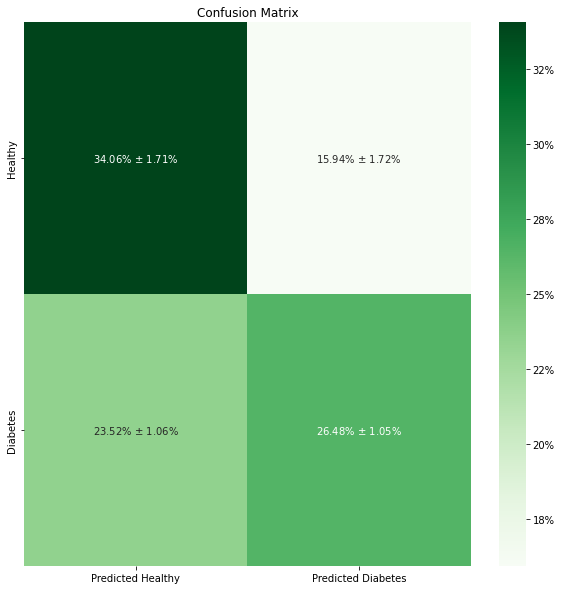 Confusion Matrix
Healthy
34.06% ± 1.71%
15.94% ± 1.72%
Diabetes
23.52% ± 1.06%
26.48% ± 1.05%
Predicted Healthy
Predicted Diabetes
32%
30%
28%
25%
22%
20%
18%